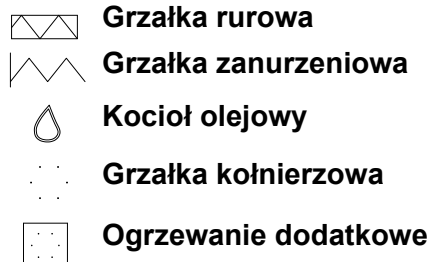 Grzałka rurowa
Grzałka zanurzeniowa
Kocioł olejowy
Grzałka kołnierzowa
Ogrzewanie dodatkowe